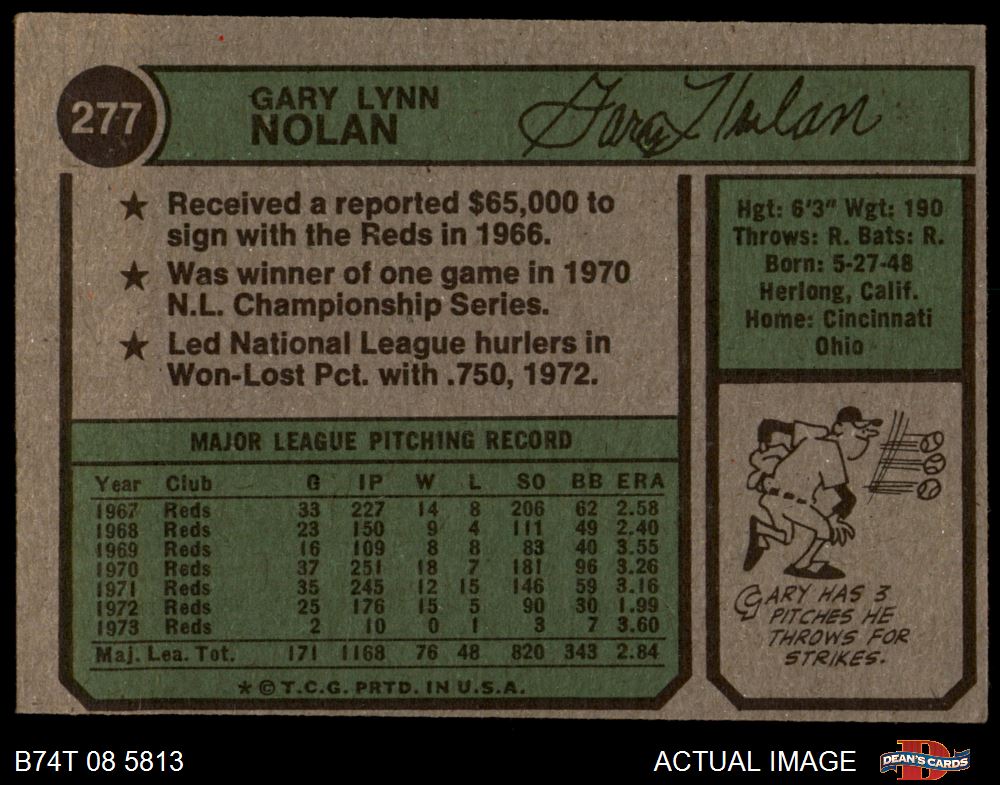 277
GARY LYNN
NOLAN
Gary Nolan
★ Received a reported $65,000 to
sign with the Reds in 1966.
★ Was winner of one game in 1970
N.L. Championship Series.
★ Led National League hurlers in
Won-Lost Pct. with .750, 1972.
MAJOR LEAGUE PITCHING RECORD
Year Club G IP W L SO BB ERA
1967 Reds 33 227 14 8 206 62 2.58
1968 Reds 23 150 9 4 111 49 2.40
1969 Reds 16 109 8 8 83 40 3.55
1970 Reds 37 251 18 7 181 96 3.26
1971 Reds 35 245 12 15 146 59 3.16
1972 Reds 25 176 15 5 90 30 1.99
1973 Reds 2 10 0 1 3 7 3.60
Maj. Lea. Tot. 171 1168 76 48 820 343 2.84
* © T.C.G. PRTD. IN U.S.A.
Hgt: 6'3" Wgt: 190
Throws: R. Bats: R.
Born: 5-27-48
Herlong, Calif.
Home: Cincinnati
Ohio
GARY HAS 3
PITCHES HE
THROWS FOR
STRIKES.
B74T 08 5813
ACTUAL IMAGE
D
DEAN'S CARDS